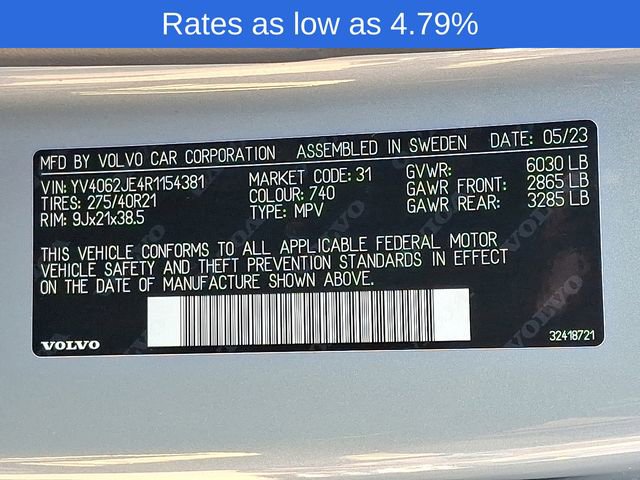 Rates as low as 4.79%
MFD BY VOLVO CAR CORPORATION ASSEMBLED IN SWEDEN DATE: 05/23
VIN: YV4062JE4R1154381 MARKET CODE: 31 GVWR: 6030 LB
TIRES: 275/40R21 COLOUR: 740 GAWR FRONT: 2865 LB
RIM: 9Jx21x38.5 TYPE: MPV GAWR REAR: 3285 LB
THIS VEHICLE CONFORMS TO ALL APPLICABLE FEDERAL MOTOR
VEHICLE SAFETY AND THEFT PREVENTION STANDARDS IN EFFECT
ON THE DATE OF MANUFACTURE SHOWN ABOVE.
VOLVO 32418721